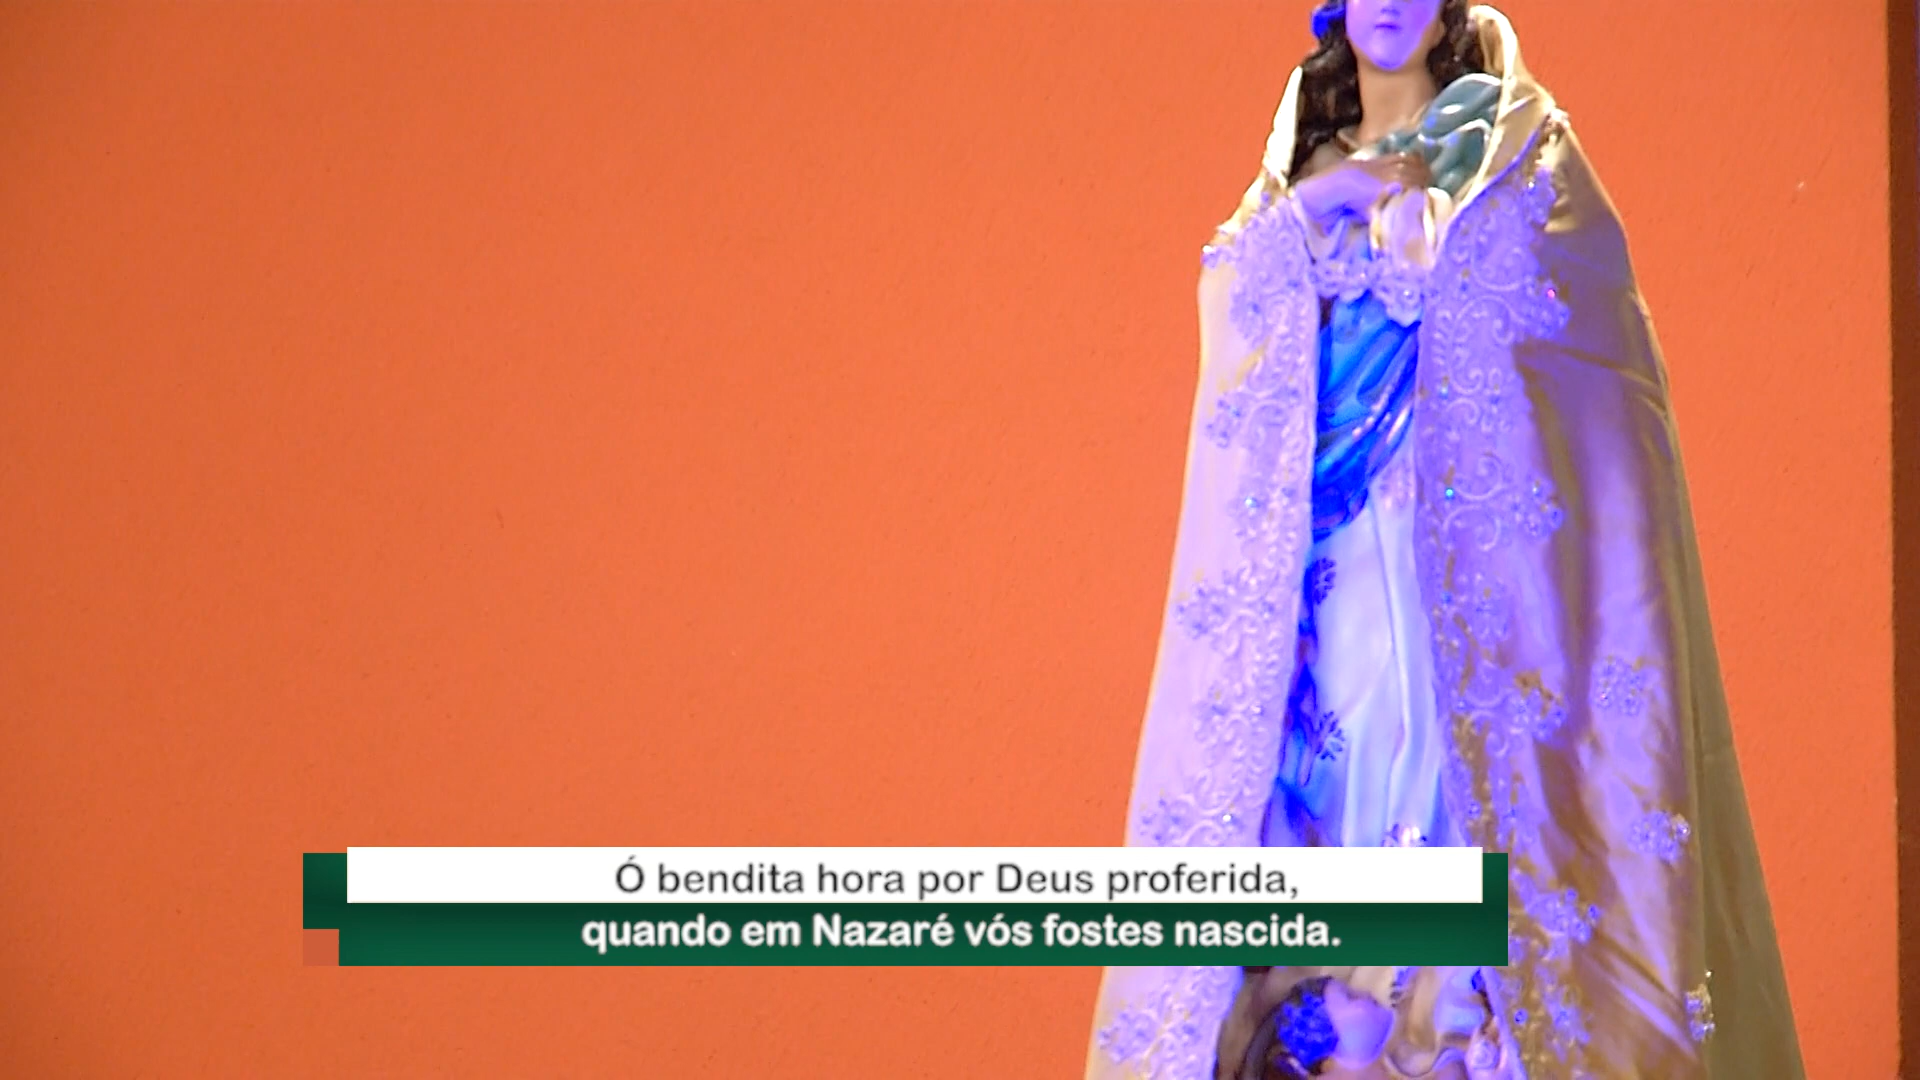 Ó bendita hora por Deus proferida,
quando em Nazaré vós fostes nascida.